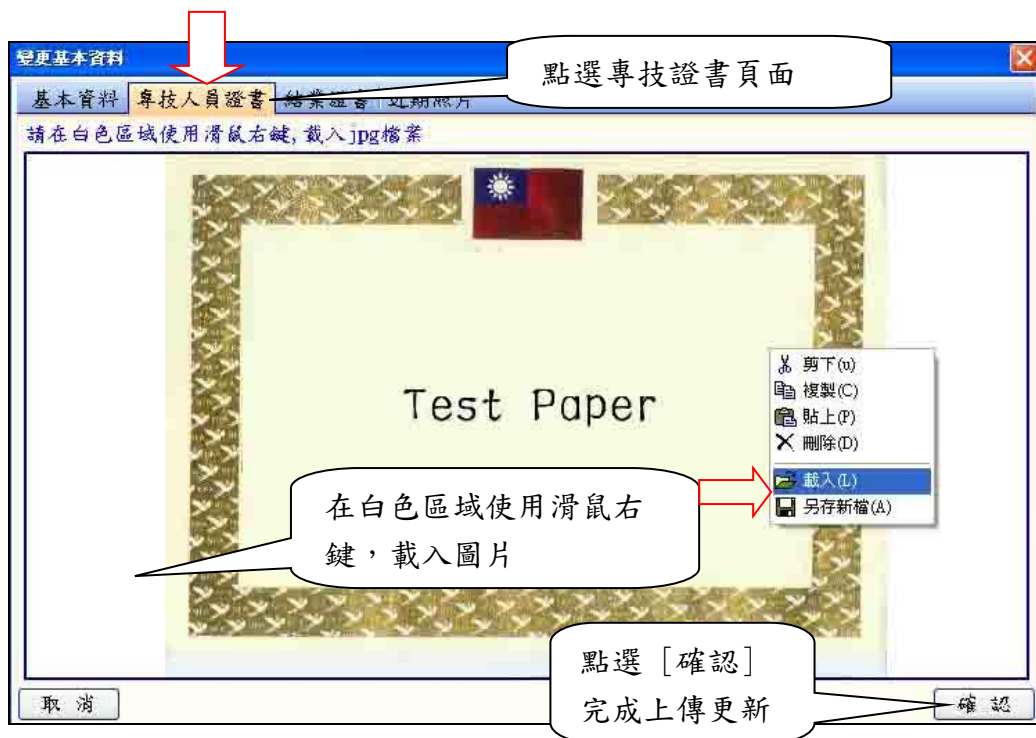 變更基本資料
點選專技證書頁面
基本資料 專技人員證書 結業證書 近期照片
請在白色區域使用滑鼠右鍵,載入jpg檔案
剪下(u)
複製(C)
貼上(P)
刪除(D)
載入(L)
另存新檔(A)
Test Paper
在白色區域使用滑鼠右
鍵，載入圖片
點選［確認］
完成上傳更新
取 消
確 認